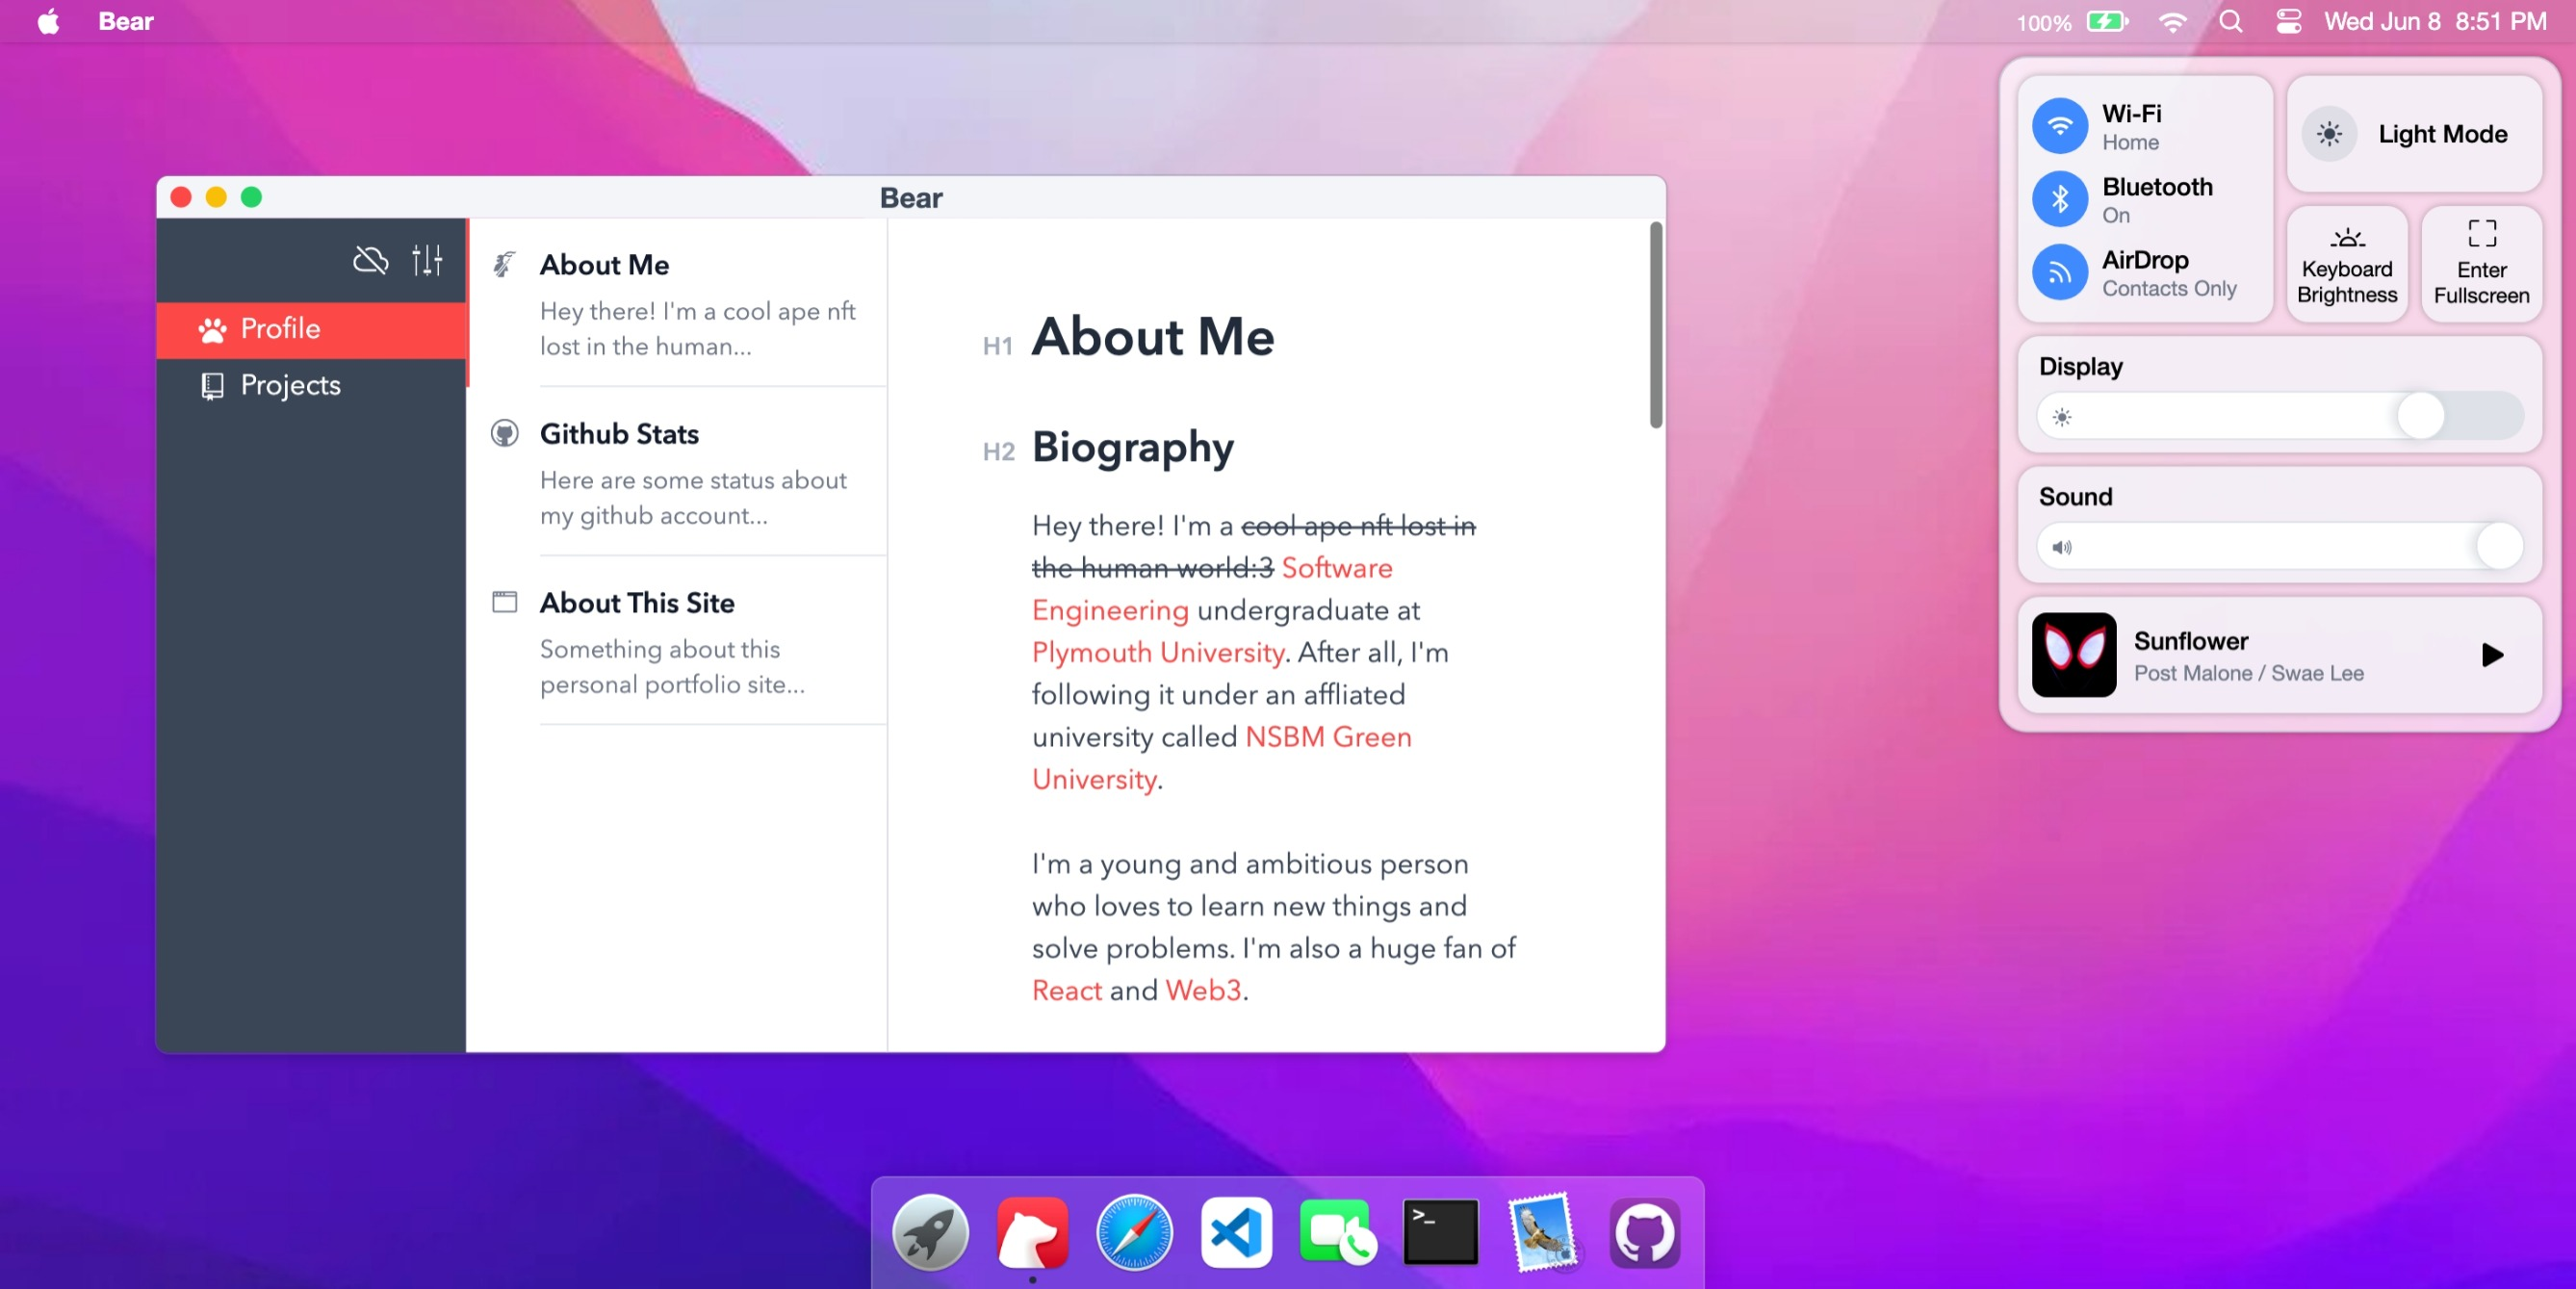 Bear
100%
Wed Jun 8 8:51 PM
Bear
Profile
Projects
About Me
Hey there! I'm a cool ape nft
lost in the human...
Github Stats
Here are some status about
my github account...
About This Site
Something about this
personal portfolio site...
H1 About Me
H2 Biography
Hey there! I'm a cool ape nft lost in
the human world:3 Software
Engineering undergraduate at
Plymouth University. After all, I'm
following it under an affliated
university called NSBM Green
University.
I'm a young and ambitious person
who loves to learn new things and
solve problems. I'm also a huge fan of
React and Web3.
Wi-Fi
Home
Bluetooth
On
AirDrop
Contacts Only
Light Mode
Keyboard
Brightness
Enter
Fullscreen
Display
Sound
Sunflower
Post Malone / Swae Lee
>_